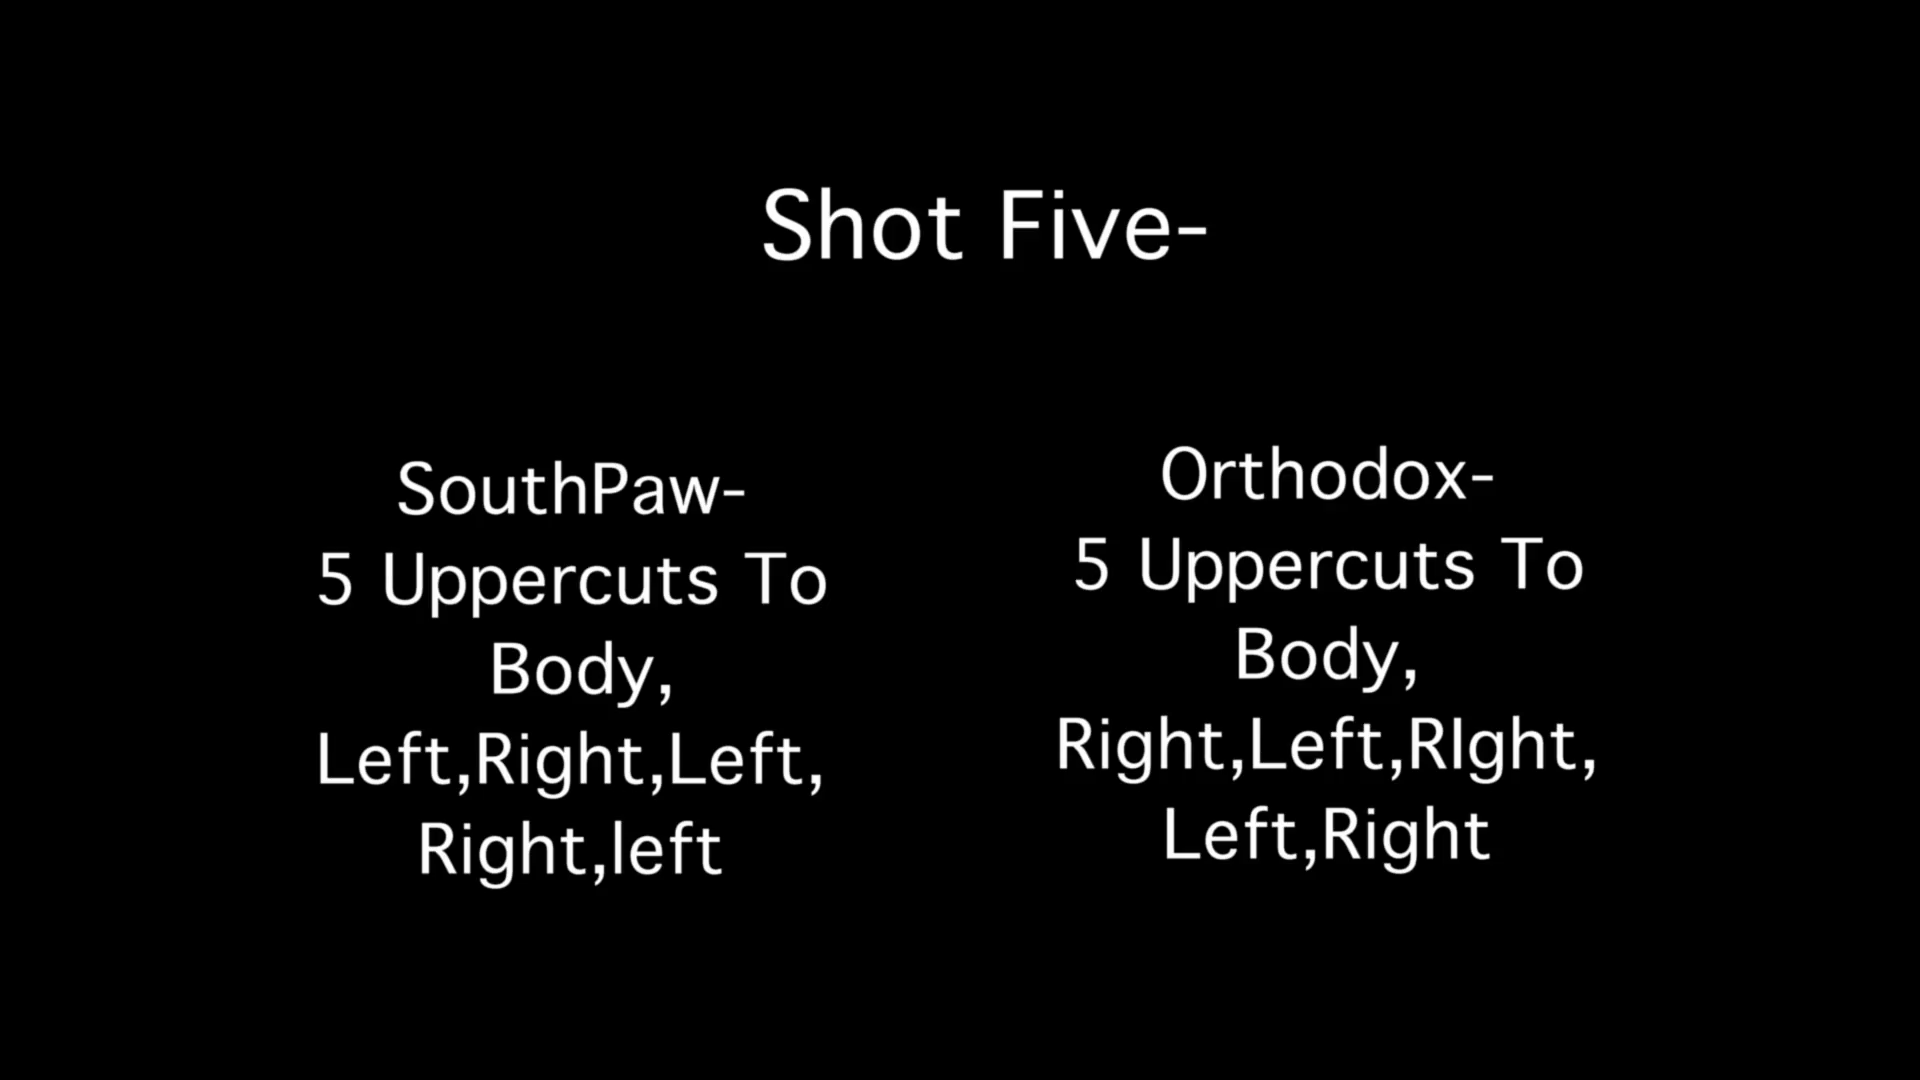 Shot Five-
SouthPaw-
5 Uppercuts To
Body,
Left,Right,Left,
Right,left
Orthodox-
5 Uppercuts To
Body,
Right,Left,RIght,
Left,Right